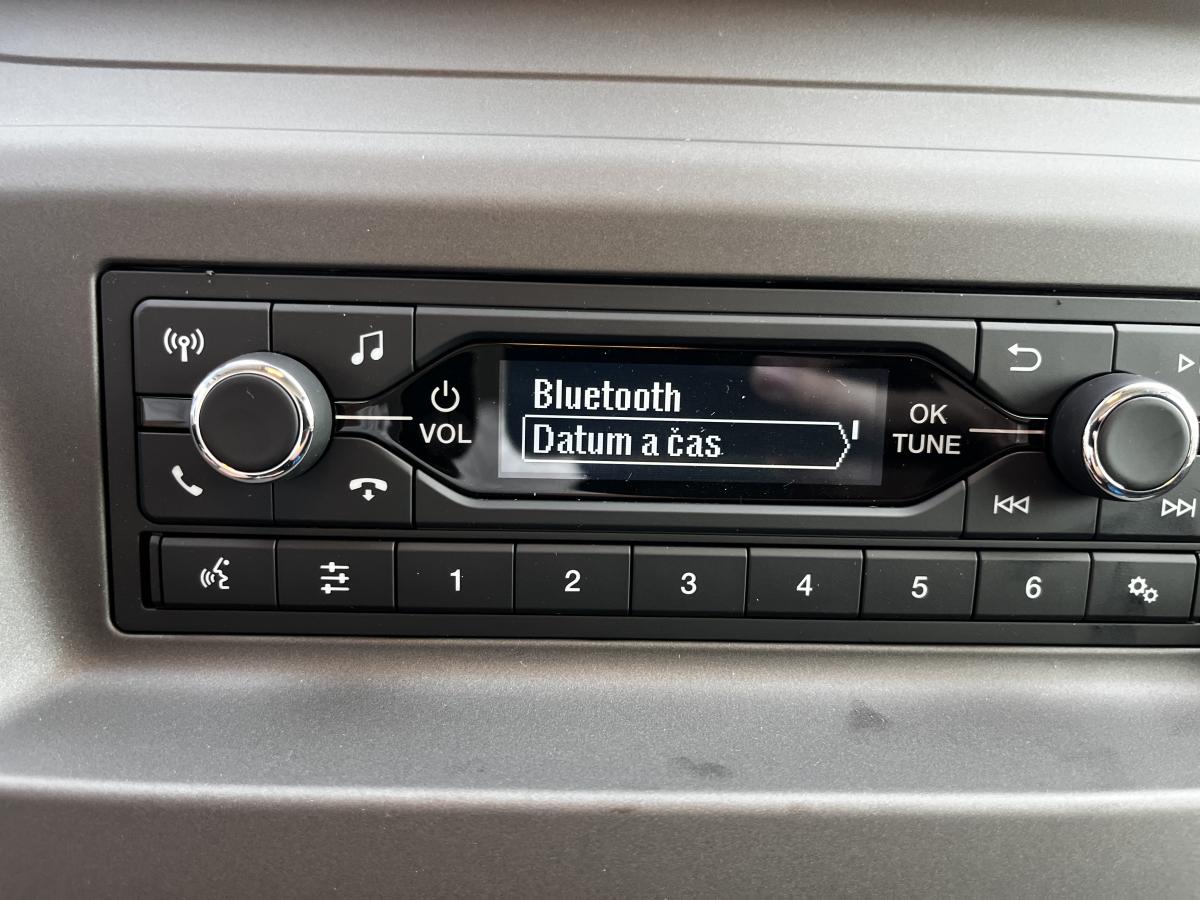 Bluetooth
Datum a čas
VOL
OK
TUNE
1 2 3 4 5 6